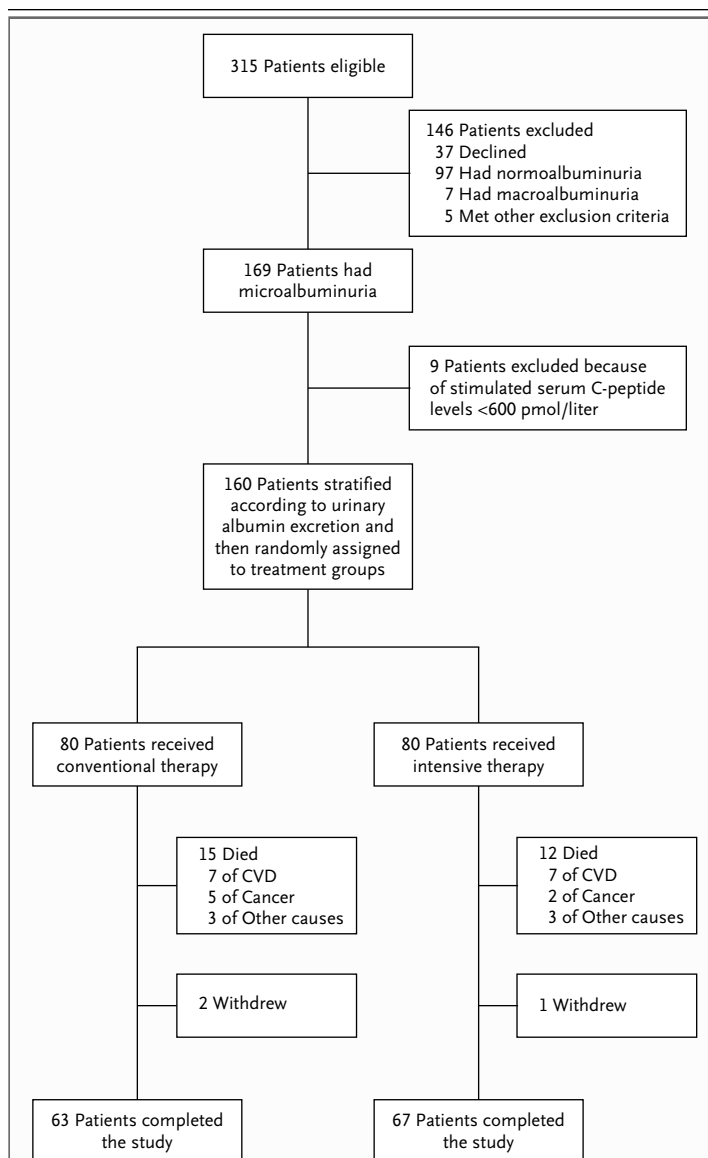 315 Patients eligible
146 Patients excluded
37 Declined
97 Had normoalbuminuria
7 Had macroalbuminuria
5 Met other exclusion criteria
169 Patients had
microalbuminuria
9 Patients excluded because
of stimulated serum C-peptide
levels <600 pmol/liter
160 Patients stratified
according to urinary
albumin excretion and
then randomly assigned
to treatment groups
80 Patients received
conventional therapy
80 Patients received
intensive therapy
15 Died
7 of CVD
5 of Cancer
3 of Other causes
12 Died
7 of CVD
2 of Cancer
3 of Other causes
2 Withdrew
1 Withdrew
63 Patients completed
the study
67 Patients completed
the study